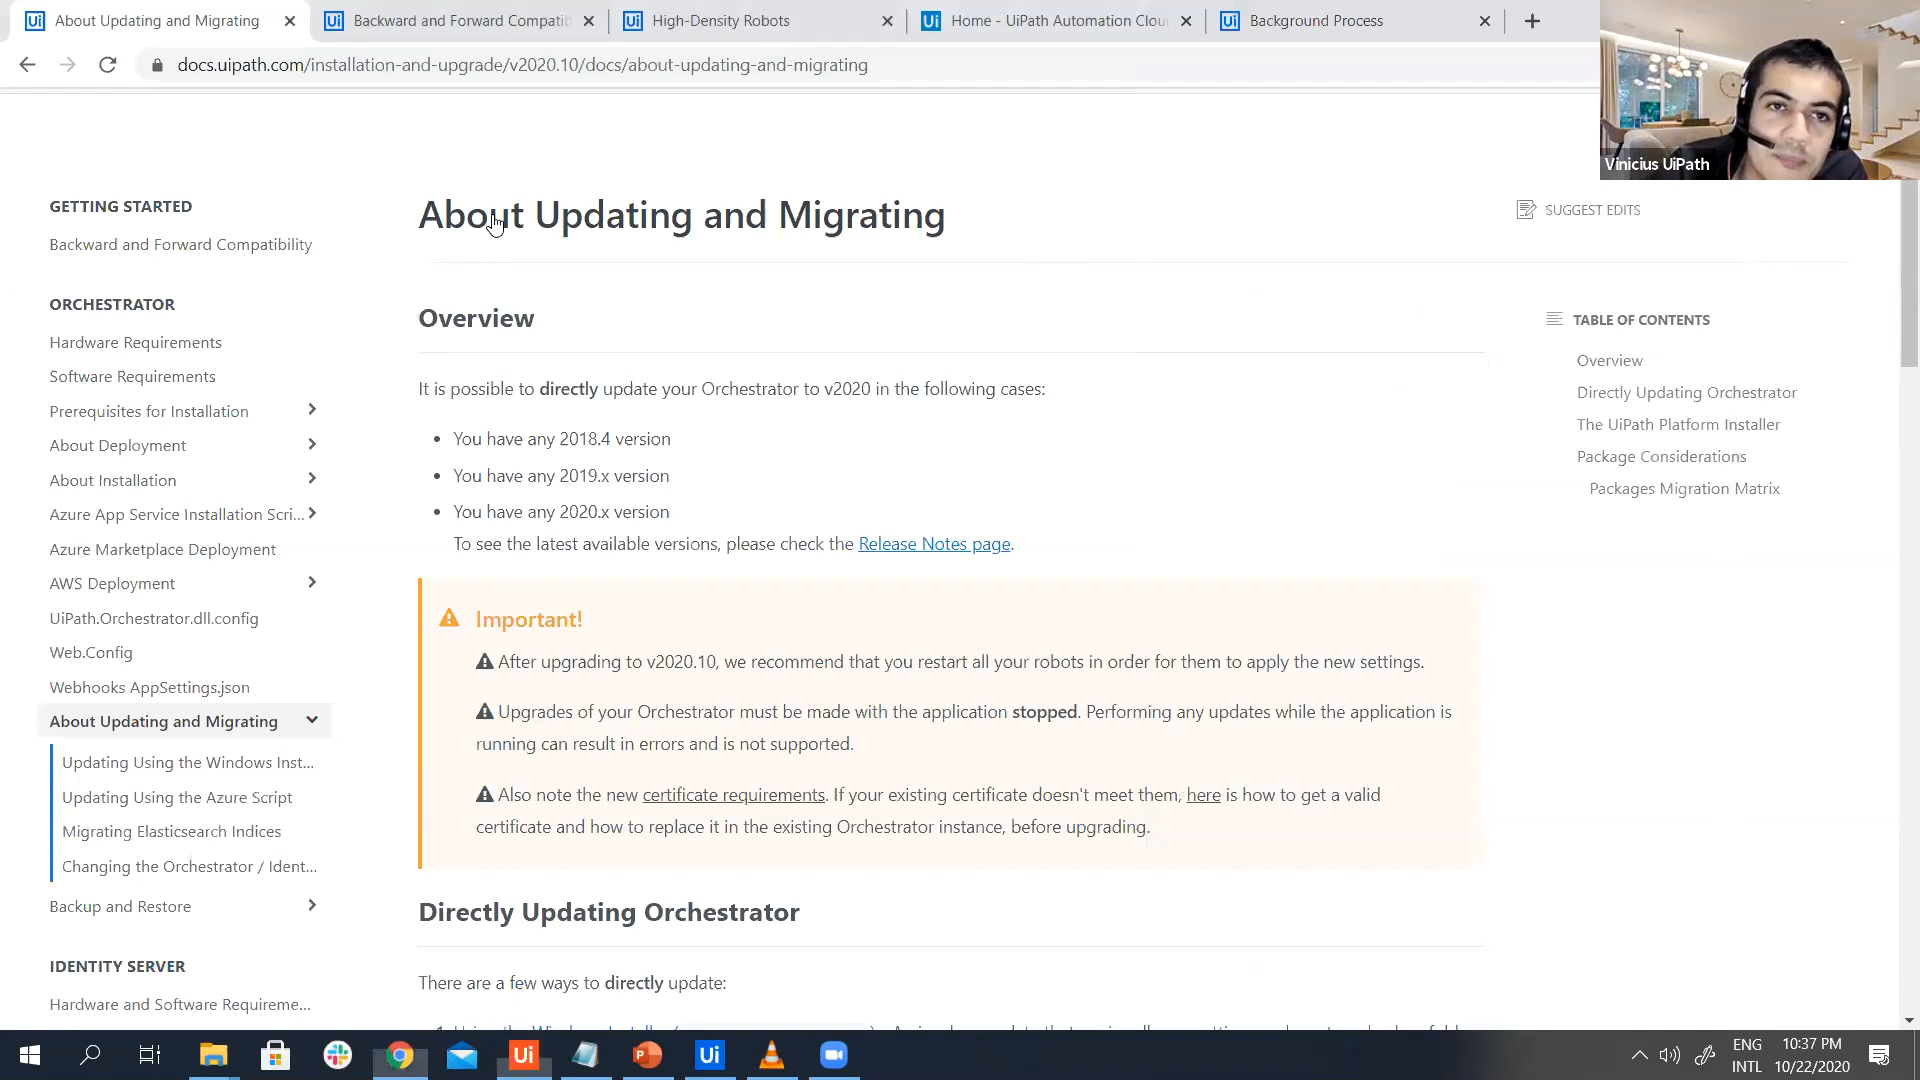 Ui About Updating and Migrating
Ui Backward and Forward Compatib
Ui High-Density Robots
Ui Home - UiPath Automation Clou
Ui Background Process
docs.uipath.com/installation-and-upgrade/v2020.10/docs/about-updating-and-migrating
Vinicius UiPath
GETTING STARTED
Backward and Forward Compatibility
ORCHESTRATOR
Hardware Requirements
Software Requirements
Prerequisites for Installation
About Deployment
About Installation
Azure App Service Installation Scri...
Azure Marketplace Deployment
AWS Deployment
UiPath.Orchestrator.dll.config
Web.Config
Webhooks AppSettings.json
About Updating and Migrating
Updating Using the Windows Inst...
Updating Using the Azure Script
Migrating Elasticsearch Indices
Changing the Orchestrator / Ident...
Backup and Restore
IDENTITY SERVER
Hardware and Software Requireme...
About Updating and Migrating
SUGGEST EDITS
Overview
It is possible to directly update your Orchestrator to v2020 in the following cases:
• You have any 2018.4 version
• You have any 2019.x version
• You have any 2020.x version
To see the latest available versions, please check the Release Notes page.
Important!
After upgrading to v2020.10, we recommend that you restart all your robots in order for them to apply the new settings.
Upgrades of your Orchestrator must be made with the application stopped. Performing any updates while the application is
running can result in errors and is not supported.
Also note the new certificate requirements. If your existing certificate doesn't meet them, here is how to get a valid
certificate and how to replace it in the existing Orchestrator instance, before upgrading.
Directly Updating Orchestrator
There are a few ways to directly update:
TABLE OF CONTENTS
Overview
Directly Updating Orchestrator
The UiPath Platform Installer
Package Considerations
Packages Migration Matrix
Ui
Ui
ENG
INTL
10:37 PM
10/22/2020